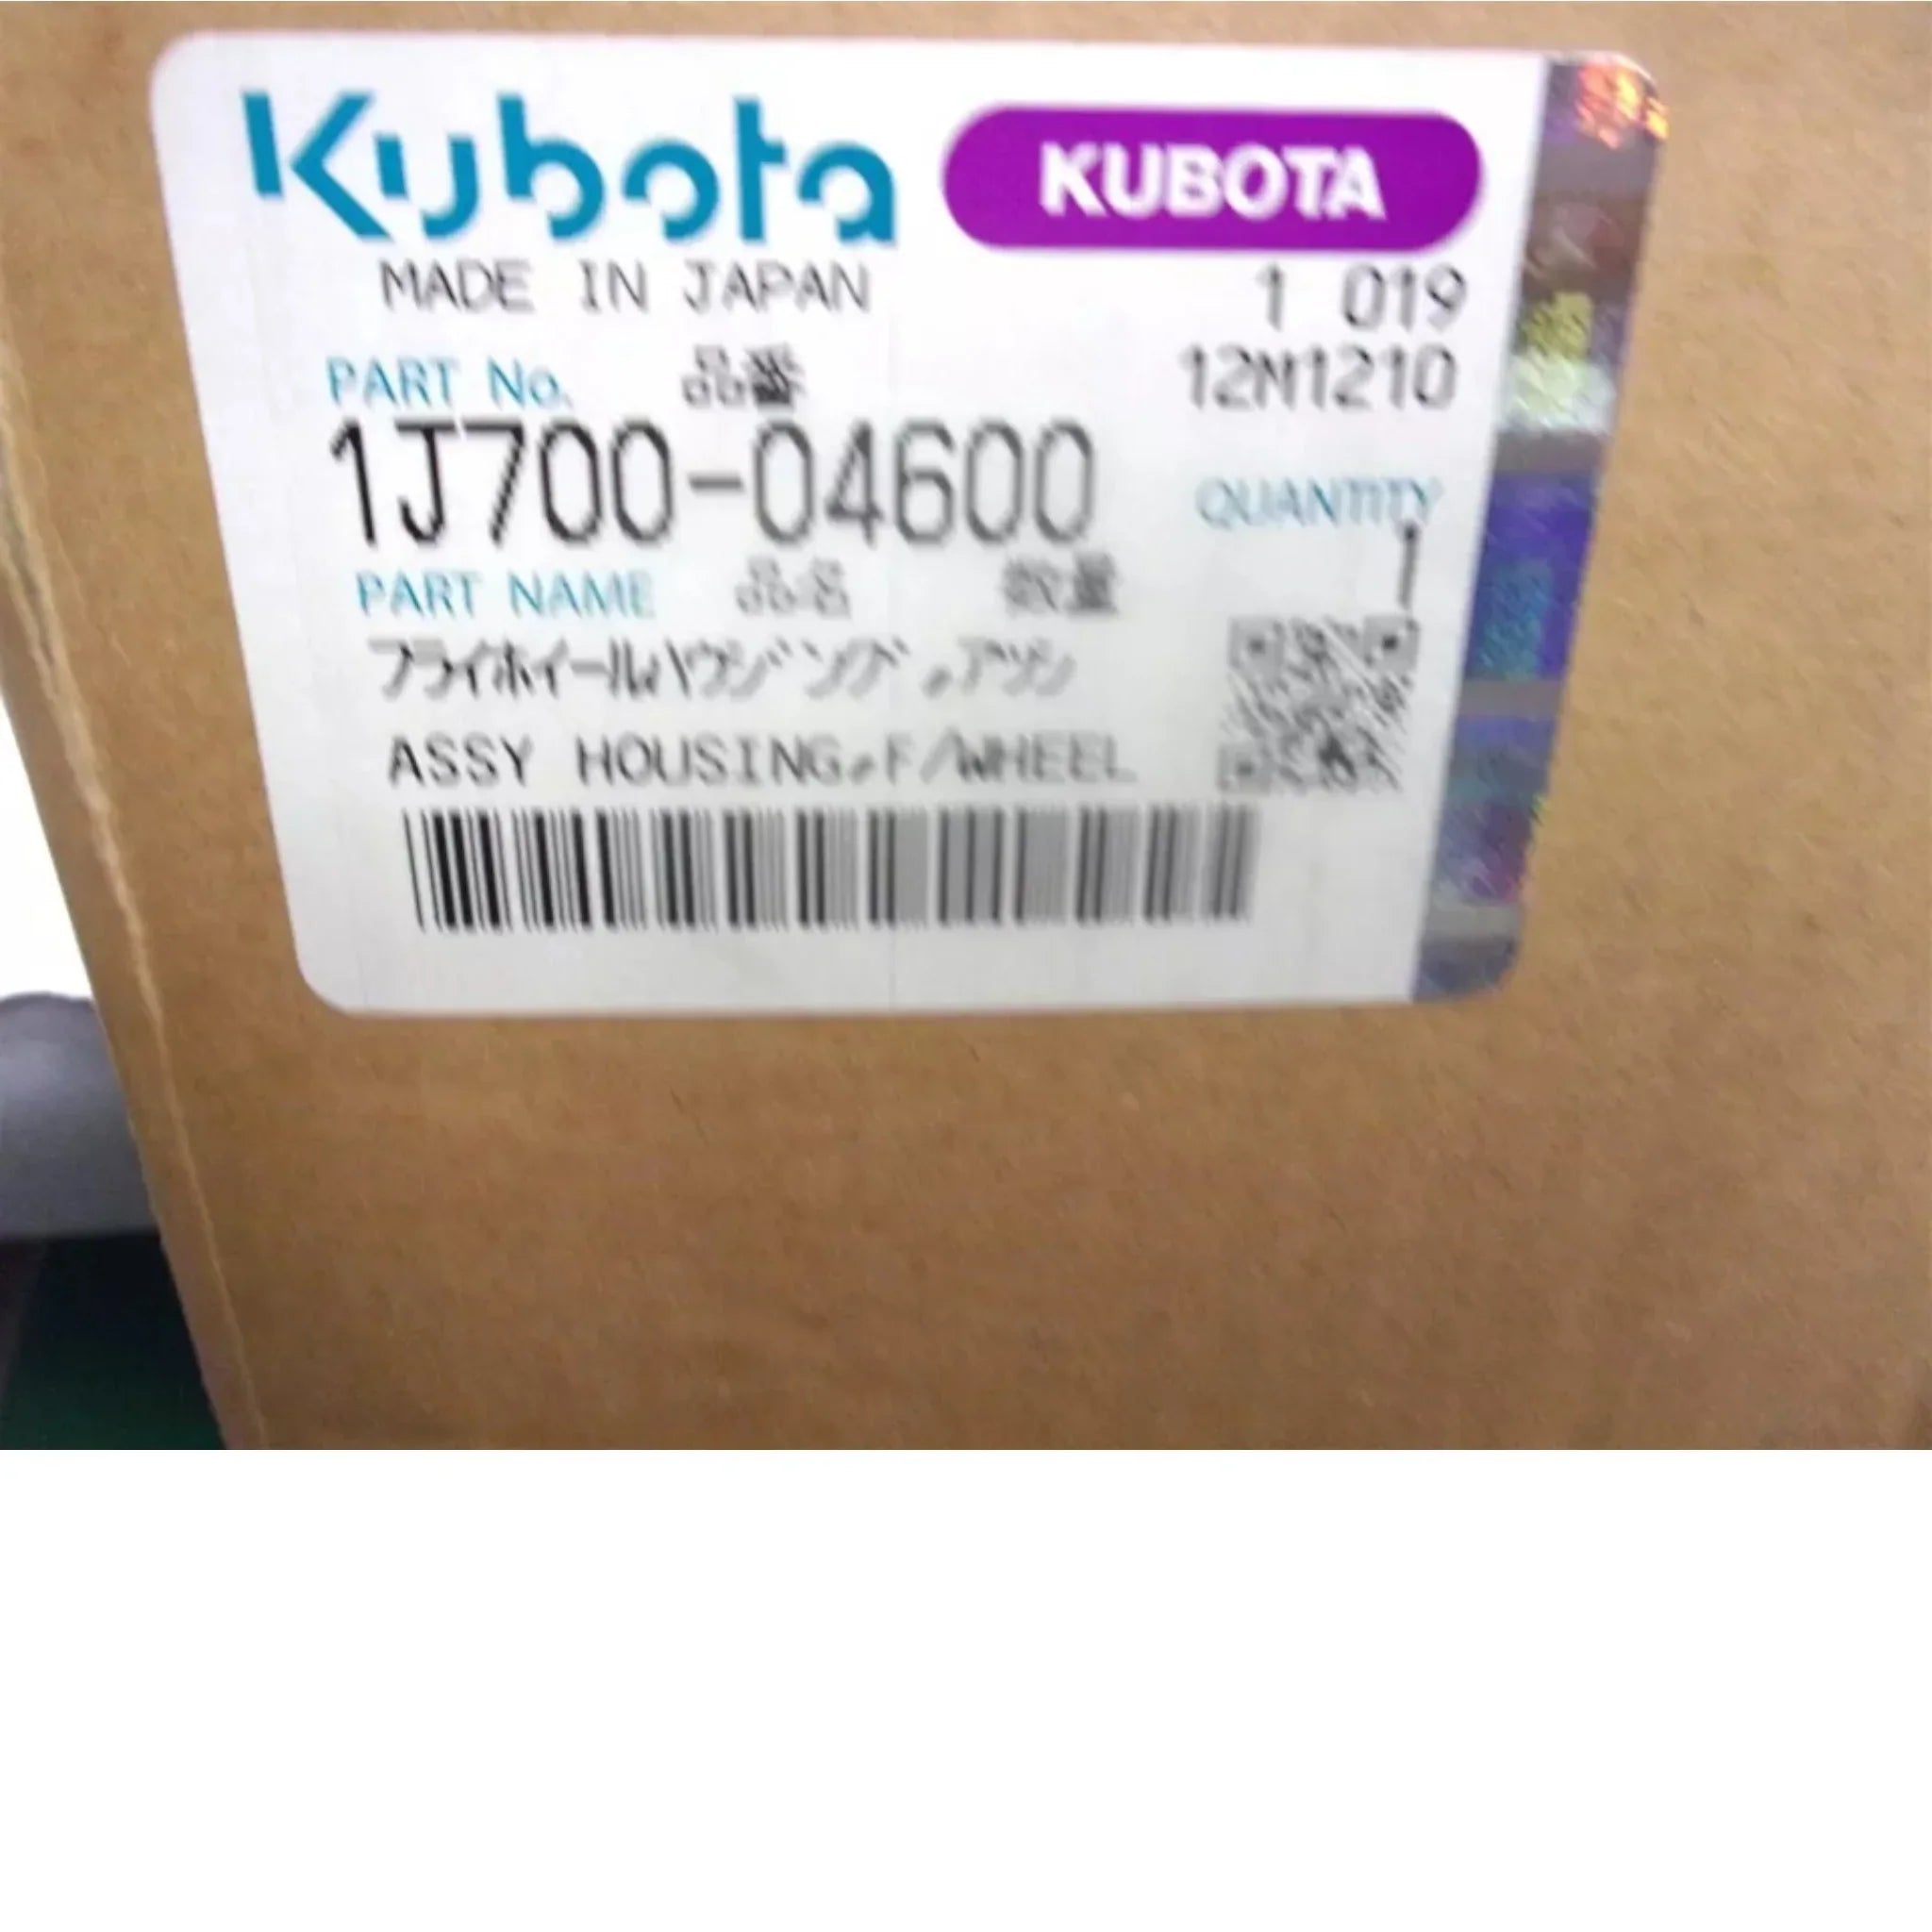 Kubota KUBOTA
MADE IN JAPAN 1 019
PART No. 品番 12M1210
1J700-04600 QUANTITY
1
PART NAME 品名 数量
フライホイールハウジング,アッシ
ASSY HOUSING,F/WHEEL